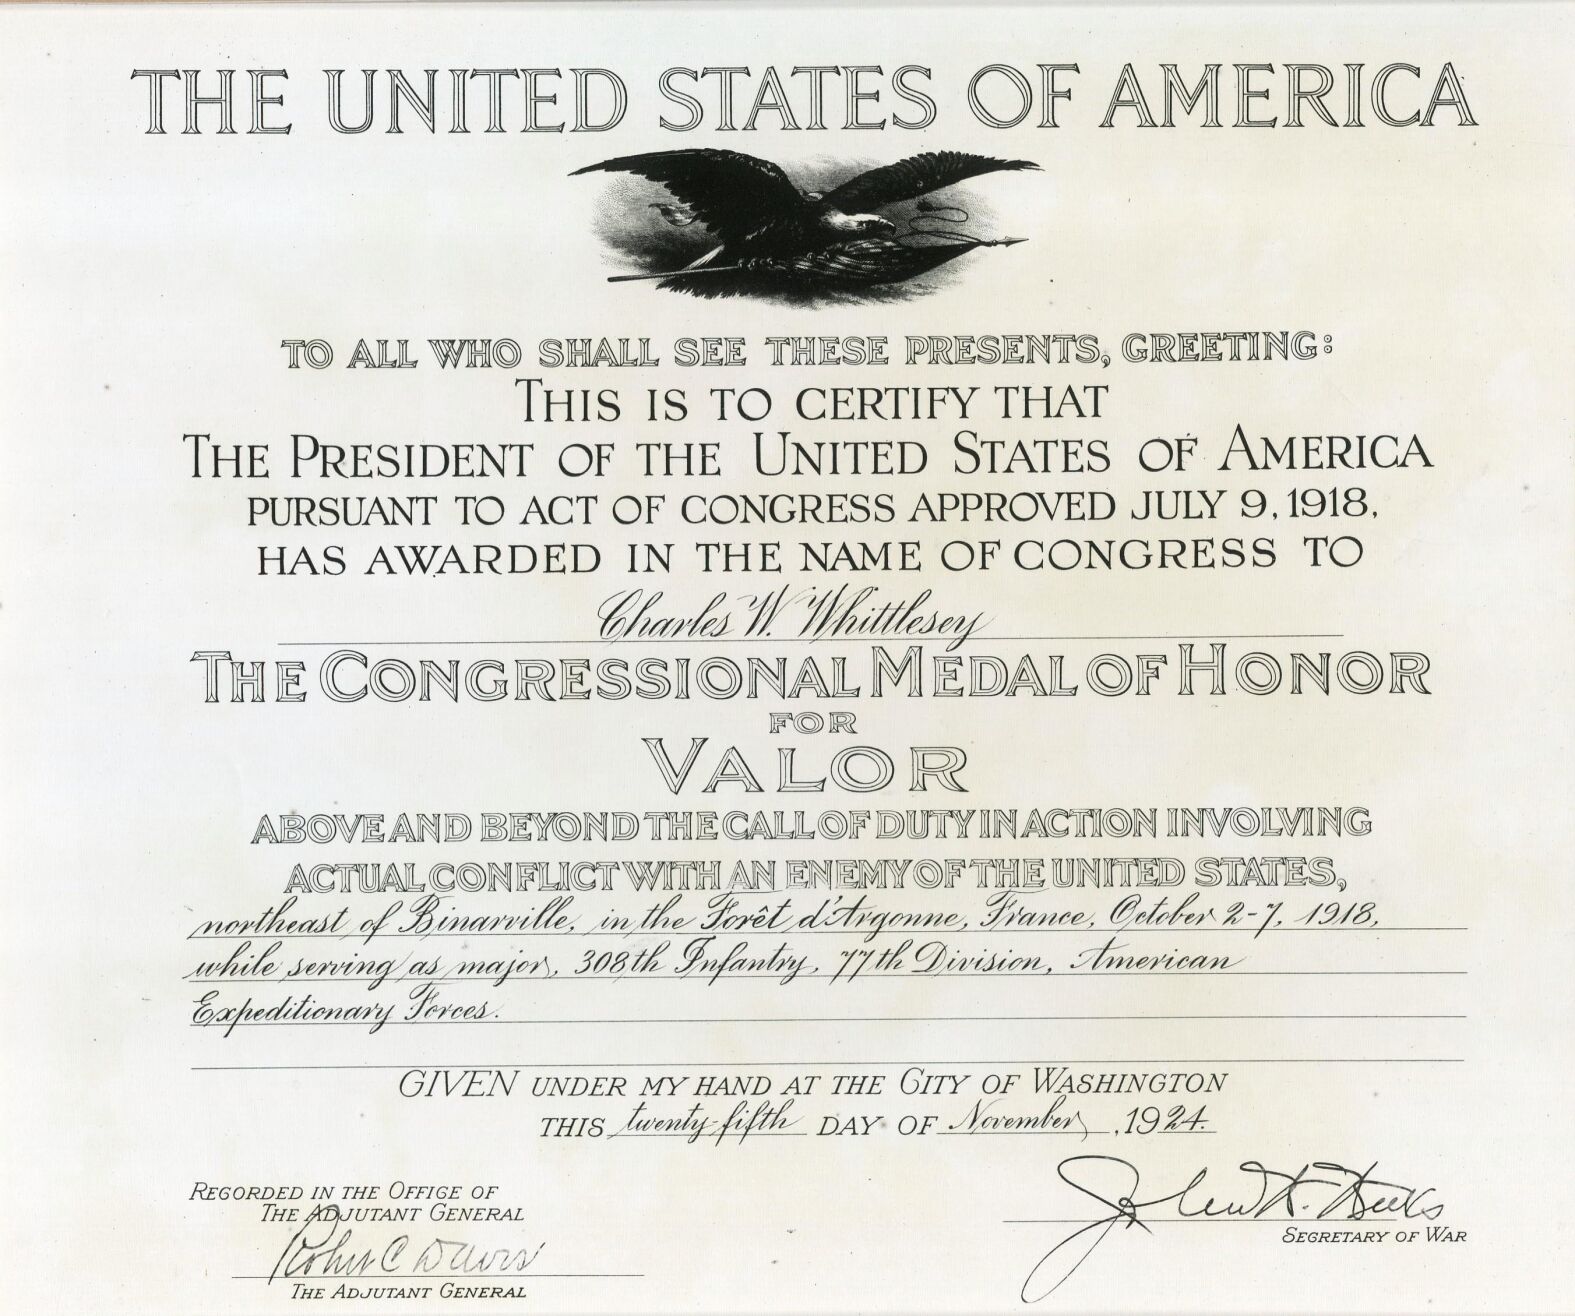 THE UNITED STATES OF AMERICA
TO ALL WHO SHALL SEE THESE PRESENTS, GREETING:
THIS IS TO CERTIFY THAT
THE PRESIDENT OF THE UNITED STATES OF AMERICA
PURSUANT TO ACT OF CONGRESS APPROVED JULY 9, 1918,
HAS AWARDED IN THE NAME OF CONGRESS TO
Charles W. Whittlesey
THE CONGRESSIONAL MEDAL OF HONOR
FOR
VALOR
ABOVE AND BEYOND THE CALL OF DUTY IN ACTION INVOLVING
ACTUAL CONFLICT WITH AN ENEMY OF THE UNITED STATES,
northeast of Binarville, in the Forêt d'Argonne, France, October 2-7, 1918,
while serving as major, 308th Infantry, 77th Division, American
Expeditionary Forces.
GIVEN UNDER MY HAND AT THE CITY OF WASHINGTON
THIS twenty-fifth DAY OF November, 1924.
RECORDED IN THE OFFICE OF
THE ADJUTANT GENERAL
Robert C Davis
THE ADJUTANT GENERAL
John W. Weeks
SECRETARY OF WAR